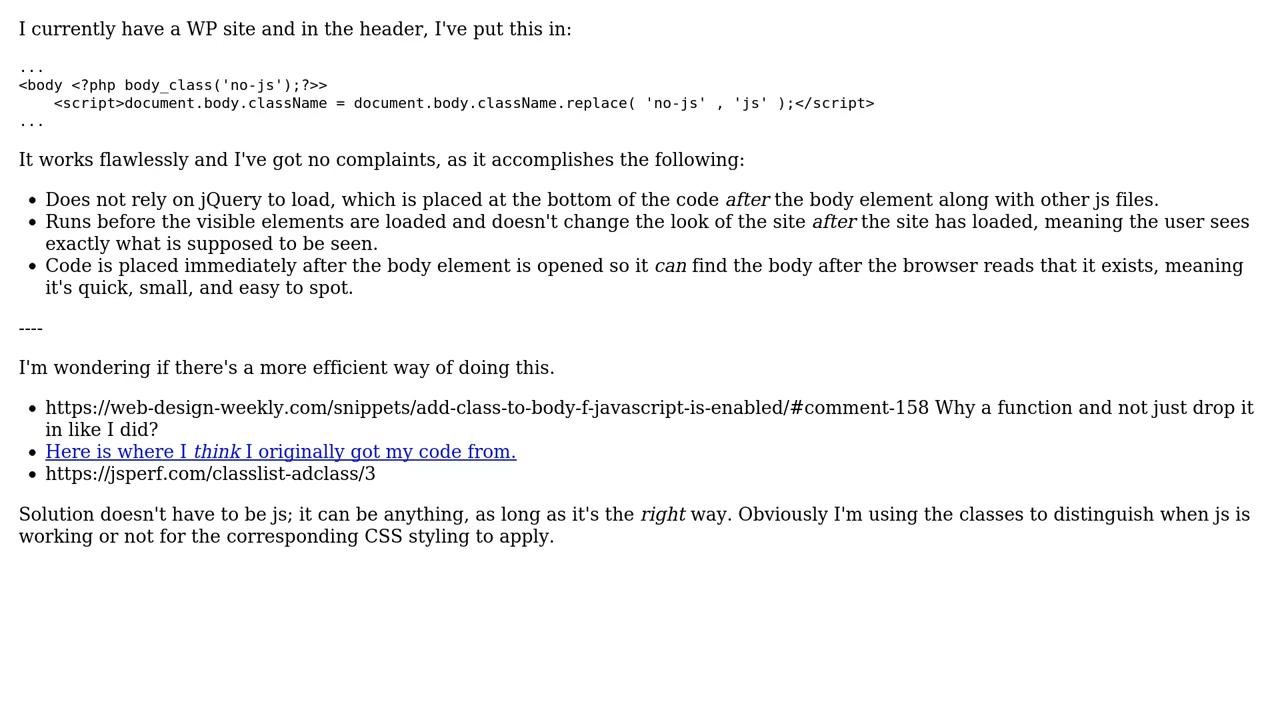 I currently have a WP site and in the header, I've put this in:
...
<body <?php body_class('no-js');?>>
    <script>document.body.className = document.body.className.replace( 'no-js' , 'js' );</script>
...
It works flawlessly and I've got no complaints, as it accomplishes the following:
• Does not rely on jQuery to load, which is placed at the bottom of the code after the body element along with other js files.
• Runs before the visible elements are loaded and doesn't change the look of the site after the site has loaded, meaning the user sees
exactly what is supposed to be seen.
• Code is placed immediately after the body element is opened so it can find the body after the browser reads that it exists, meaning
it's quick, small, and easy to spot.
----
I'm wondering if there's a more efficient way of doing this.
• https://web-design-weekly.com/snippets/add-class-to-body-f-javascript-is-enabled/#comment-158 Why a function and not just drop it
in like I did?
• Here is where I think I originally got my code from.
• https://jsperf.com/classlist-adclass/3
Solution doesn't have to be js; it can be anything, as long as it's the right way. Obviously I'm using the classes to distinguish when js is
working or not for the corresponding CSS styling to apply.